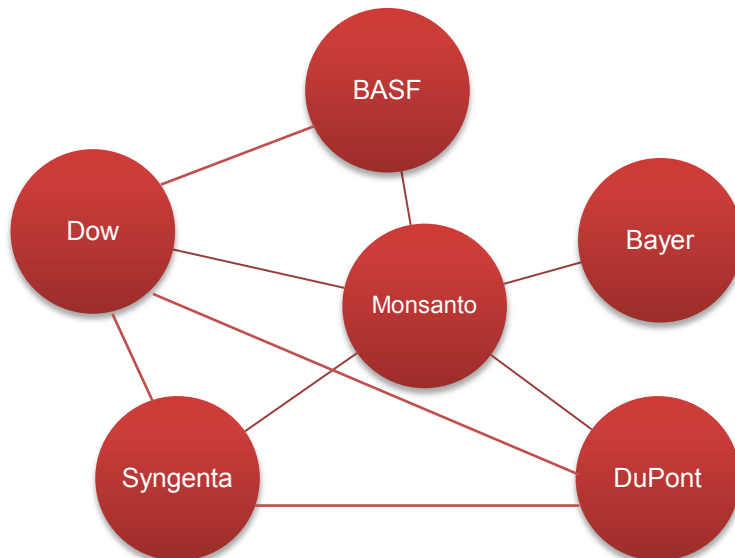 BASF
Dow
Bayer
Monsanto
Syngenta
DuPont